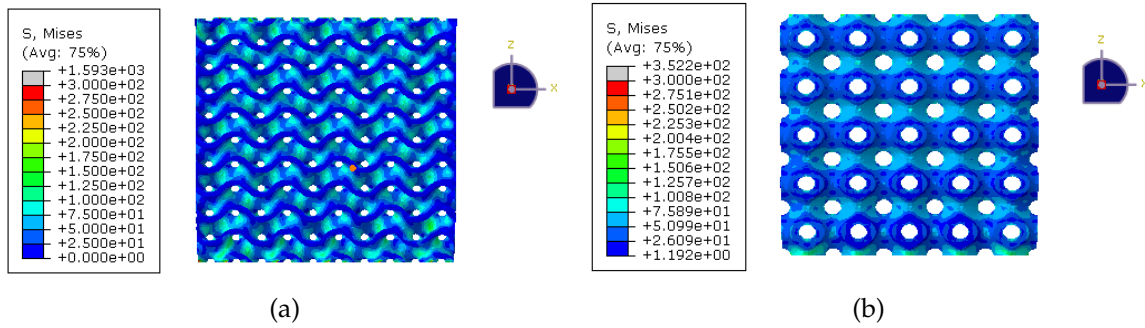 S, Mises
(Avg: 75%)
+1.593e+03
+3.000e+02
+2.750e+02
+2.500e+02
+2.250e+02
+2.000e+02
+1.750e+02
+1.500e+02
+1.250e+02
+1.000e+02
+7.500e+01
+5.000e+01
+2.500e+01
+0.000e+00
Z
X
(a)
S, Mises
(Avg: 75%)
+3.522e+02
+3.000e+02
+2.751e+02
+2.502e+02
+2.253e+02
+2.004e+02
+1.755e+02
+1.506e+02
+1.257e+02
+1.008e+02
+7.589e+01
+5.099e+01
+2.609e+01
+1.192e+00
Z
X
(b)